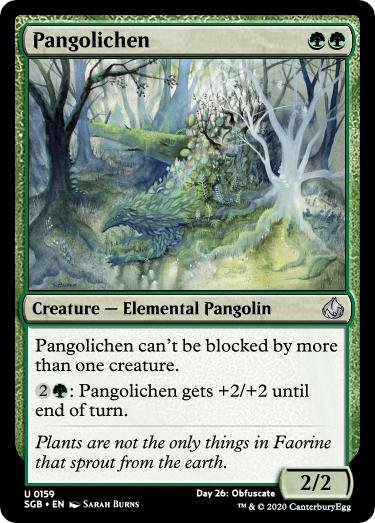 Pangolichen
Creature — Elemental Pangolin
Pangolichen can't be blocked by more
than one creature.
2: Pangolichen gets +2/+2 until
end of turn.
Plants are not the only things in Faorine
that sprout from the earth.
2/2
U 0159
Day 26: Obfuscate
SGB • EN Sarah Burns
™ & © 2020 CanterburyEgg